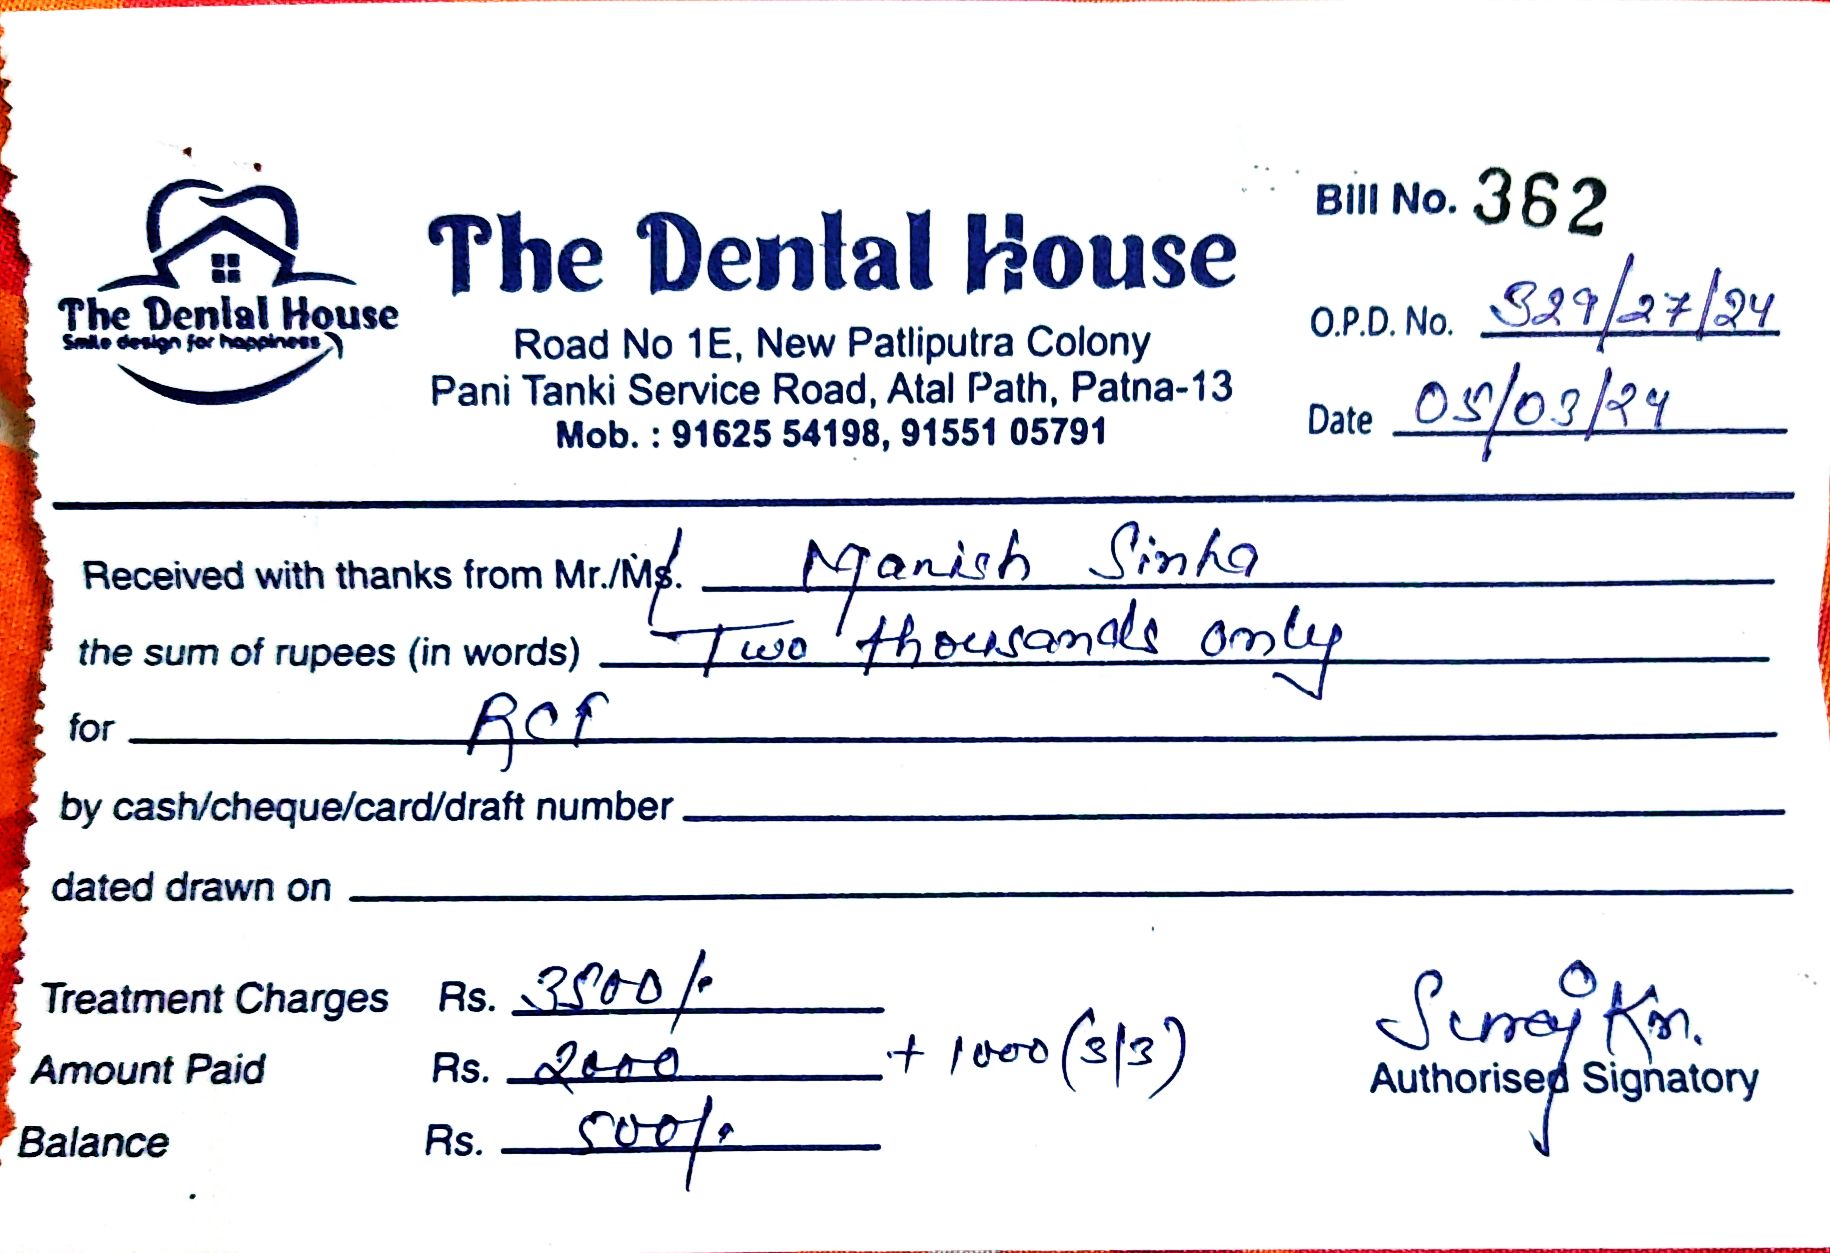 Bill No. 362
The Dental House
Smile design for happiness
The Dental House
Road No 1E, New Patliputra Colony
Pani Tanki Service Road, Atal Path, Patna-13
Mob. : 91625 54198, 91551 05791
O.P.D. No. 329/27/24
Date 05/03/24
Received with thanks from Mr./Ms. Manish Sinha
the sum of rupees (in words) Two thousands only
for RCT
by cash/cheque/card/draft number
dated drawn on
Treatment Charges Rs. 3500/.
Amount Paid Rs. 2000 + 1000 (3/3)
Balance Rs. 500/.
Suraj Kr.
Authorised Signatory